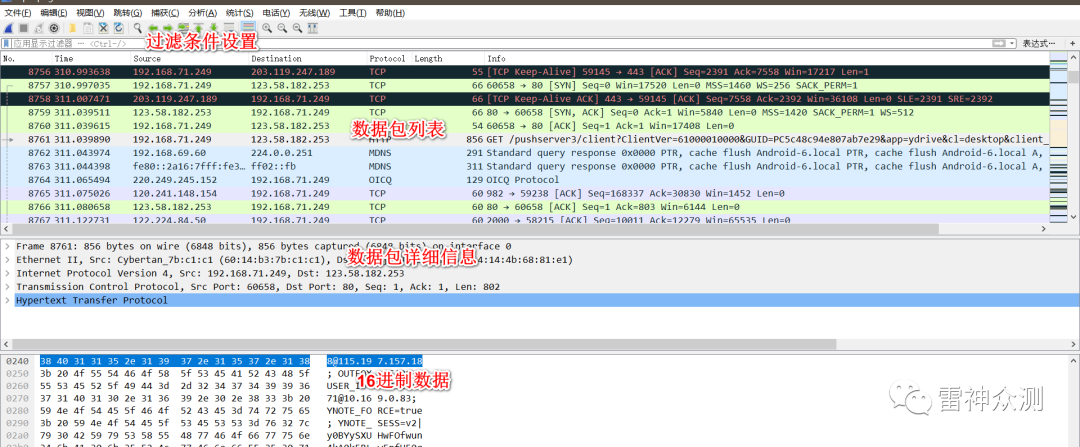 文件(F) 编辑(E) 视图(V) 跳转(G) 捕获(C) 分析(A) 统计(S) 电话(Y) 无线(W) 工具(T) 帮助(H)
应用显示过滤器 … <Ctrl-/> 表达式… +
过滤条件设置
No. Time Source Destination Protocol Length Info
8756 310.993638 192.168.71.249 203.119.247.189 TCP 55 [TCP Keep-Alive] 59145 → 443 [ACK] Seq=2391 Ack=7558 Win=17217 Len=1
8757 310.997035 192.168.71.249 123.58.182.253 TCP 66 60658 → 80 [SYN] Seq=0 Win=17520 Len=0 MSS=1460 WS=256 SACK_PERM=1
8758 311.007471 203.119.247.189 192.168.71.249 TCP 66 [TCP Keep-Alive ACK] 443 → 59145 [ACK] Seq=7558 Ack=2392 Win=36108 Len=0 SLE=2391 SRE=2392
8759 311.039511 123.58.182.253 192.168.71.249 TCP 66 80 → 60658 [SYN, ACK] Seq=0 Ack=1 Win=5840 Len=0 MSS=1420 SACK_PERM=1 WS=512
8760 311.039615 192.168.71.249 123.58.182.253 TCP 54 60658 → 80 [ACK] Seq=1 Ack=1 Win=17408 Len=0
数据包列表
8761 311.039890 192.168.71.249 123.58.182.253 HTTP 856 GET /pushserver3/client?ClientVer=61000010000&GUID=PC5c48c94e807ab7e29&app=ydrive&cl=desktop&client_
8762 311.043974 192.168.69.60 224.0.0.251 MDNS 291 Standard query response 0x0000 PTR, cache flush Android-6.local PTR, cache flush Android-6.local A,
8763 311.044398 fe80::2a16:7fff:fe3… ff02::fb MDNS 311 Standard query response 0x0000 PTR, cache flush Android-6.local PTR, cache flush Android-6.local A,
8764 311.065494 220.249.245.152 192.168.71.249 OICQ 129 OICQ Protocol
8765 311.075026 120.241.148.154 192.168.71.249 TCP 60 982 → 59238 [ACK] Seq=168337 Ack=30830 Win=1452 Len=0
8766 311.080658 123.58.182.253 192.168.71.249 TCP 60 80 → 60658 [ACK] Seq=1 Ack=803 Win=6144 Len=0
8767 311.122731 122.224.84.50 192.168.71.249 TCP 60 2000 → 58215 [ACK] Seq=10011 Ack=12279 Win=65535 Len=0
Frame 8761: 856 bytes on wire (6848 bits), 856 bytes captured (6848 bits) on interface 0
数据包详细信息
Ethernet II, Src: Cybertan_7b:c1:c1 (60:14:b3:7b:c1:c1), :14:4b:68:81:e1)
Internet Protocol Version 4, Src: 192.168.71.249, Dst: 123.58.182.253
Transmission Control Protocol, Src Port: 60658, Dst Port: 80, Seq: 1, Ack: 1, Len: 802
Hypertext Transfer Protocol
0240 38 40 31 31 35 2e 31 39 37 2e 31 35 37 2e 31 38 8@115.19 7.157.18
0250 3b 20 4f 55 54 46 4f 58 5f 53 45 41 52 43 48 5f ; OUTFOX
16进制数据
0260 55 53 45 52 5f 49 44 3d 2d 32 34 37 34 39 39 36 USER_I
0270 37 31 40 31 30 2e 31 36 39 2e 30 2e 38 33 3b 20 71@10.16 9.0.83;
0280 59 4e 4f 54 45 5f 46 4f 52 43 45 3d 74 72 75 65 YNOTE_FO RCE=true
0290 3b 20 59 4e 4f 54 45 5f 53 45 53 53 3d 76 32 7c ; YNOTE_ SESS=v2|
02a0 79 30 42 59 79 53 58 55 48 77 46 4f 66 77 75 6e y0BYySXU HwFOfwun
雷神众测